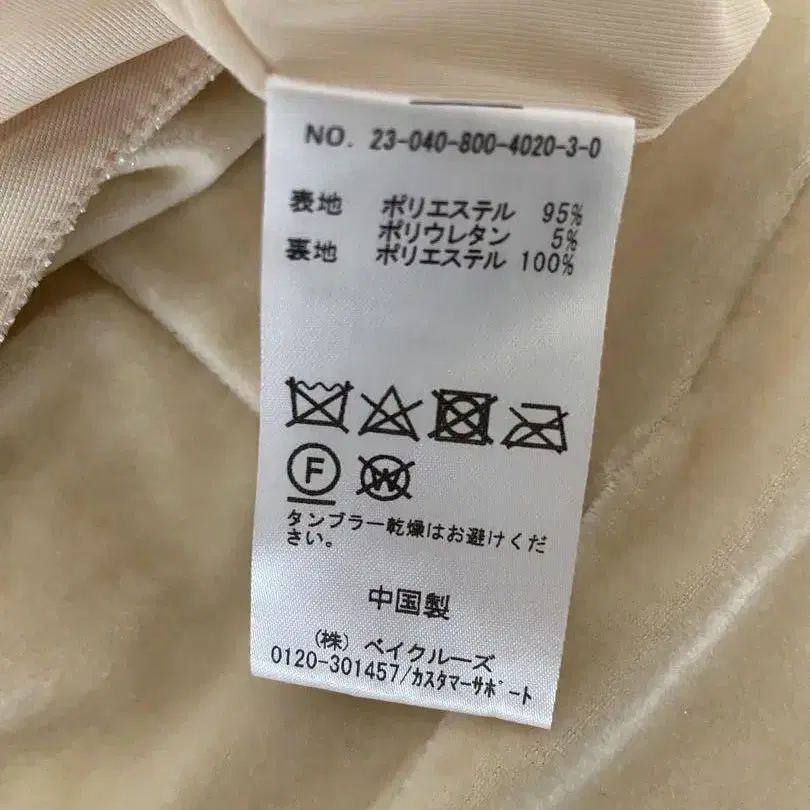 NO. 23-040-800-4020-3-0
表地 ポリエステル 95%
ポリウレタン 5%
裏地 ポリエステル 100%
F W
タンブラー乾燥はお避けくだ
さい。
中国製
(株) ベイクルーズ
0120-301457/カスタマーサポート